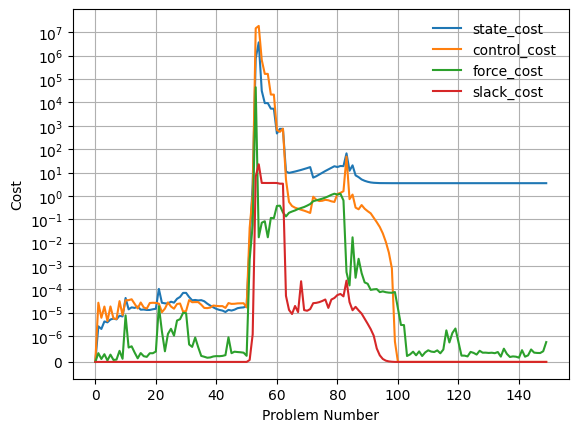 state_cost
control_cost
force_cost
slack_cost
10⁷
10⁶
10⁵
10⁴
10³
10²
10¹
10⁰
10⁻¹
10⁻²
10⁻³
10⁻⁴
10⁻⁵
10⁻⁶
0
Cost
0 20 40 60 80 100 120 140
Problem Number